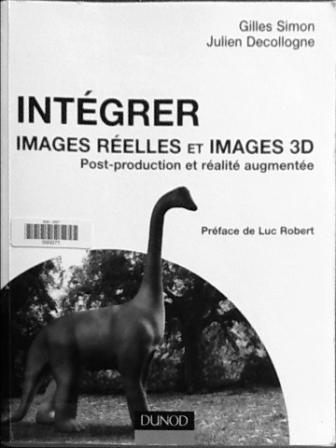 Gilles Simon
Julien Decollogne
INTÉGRER
IMAGES RÉELLES ET IMAGES 3D
Post-production et réalité augmentée
Préface de Luc Robert
DUNOD